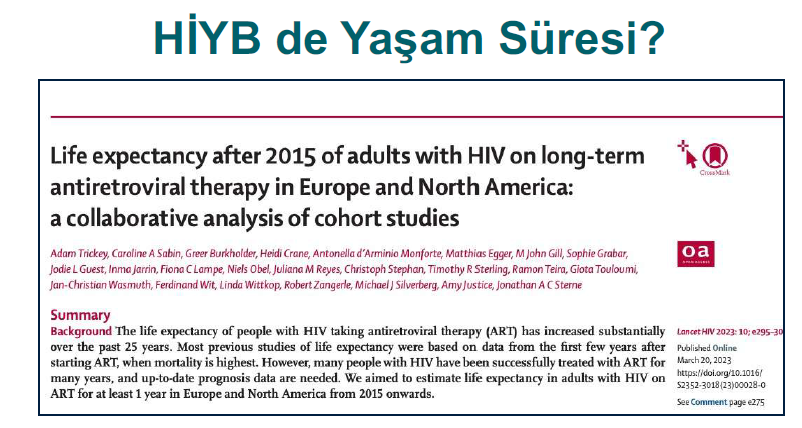 HİYB de Yaşam Süresi?
Life expectancy after 2015 of adults with HIV on long-term
antiretroviral therapy in Europe and North America:
a collaborative analysis of cohort studies
CrossMark
Adam Trickey, Caroline A Sabin, Greer Burkholder, Heidi Crane, Antonella d'Arminio Monforte, Matthias Egger, M John Gill, Sophie Grabar,
Jodie L Guest, Inma Jarrin, Fiona C Lampe, Niels Obel, Juliana M Reyes, Christoph Stephan, Timothy R Sterling, Ramon Teira, Giota Touloumi,
Jan-Christian Wasmuth, Ferdinand Wit, Linda Wittkop, Robert Zangerle, Michael J Silverberg, Amy Justice, Jonathan A C Sterne
oa
OPEN ACCESS
Summary
Background The life expectancy of people with HIV taking antiretroviral therapy (ART) has increased substantially
over the past 25 years. Most previous studies of life expectancy were based on data from the first few years after
starting ART, when mortality is highest. However, many people with HIV have been successfully treated with ART for
many years, and up-to-date prognosis data are needed. We aimed to estimate life expectancy in adults with HIV on
ART for at least 1 year in Europe and North America from 2015 onwards.
Lancet HIV 2023; 10; e295–30
Published Online
March 20, 2023
https://doi.org/10.1016/
S2352-3018(23)00028-0
See Comment page e275